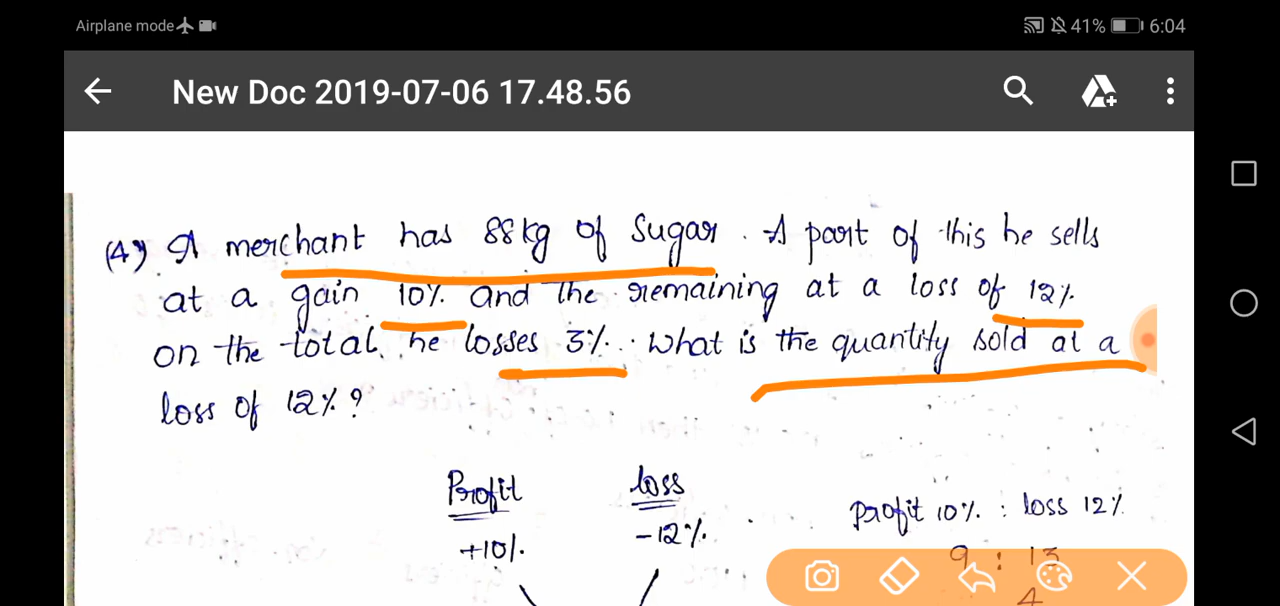 Airplane mode 41% 6:04
New Doc 2019-07-06 17.48.56
(4) A merchant has 88kg of Sugar. A part of this he sells
at a gain 10% and the remaining at a loss of 12%.
on the total, he losses 3%. What is the quantity sold at a
loss of 12%?
Profit loss
+10% -12%. Profit 10% : loss 12%
9 : 13
4